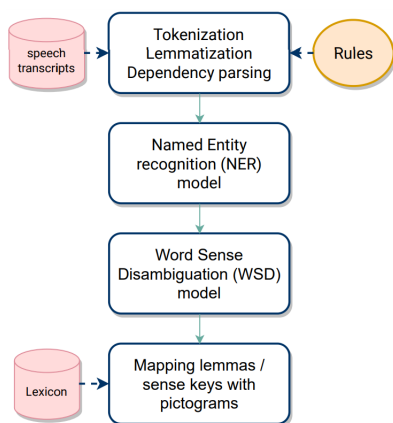 speech
transcripts
Tokenization
Lemmatization
Dependency parsing
Rules
Named Entity
recognition (NER)
model
Word Sense
Disambiguation (WSD)
model
Lexicon
Mapping lemmas /
sense keys with
pictograms